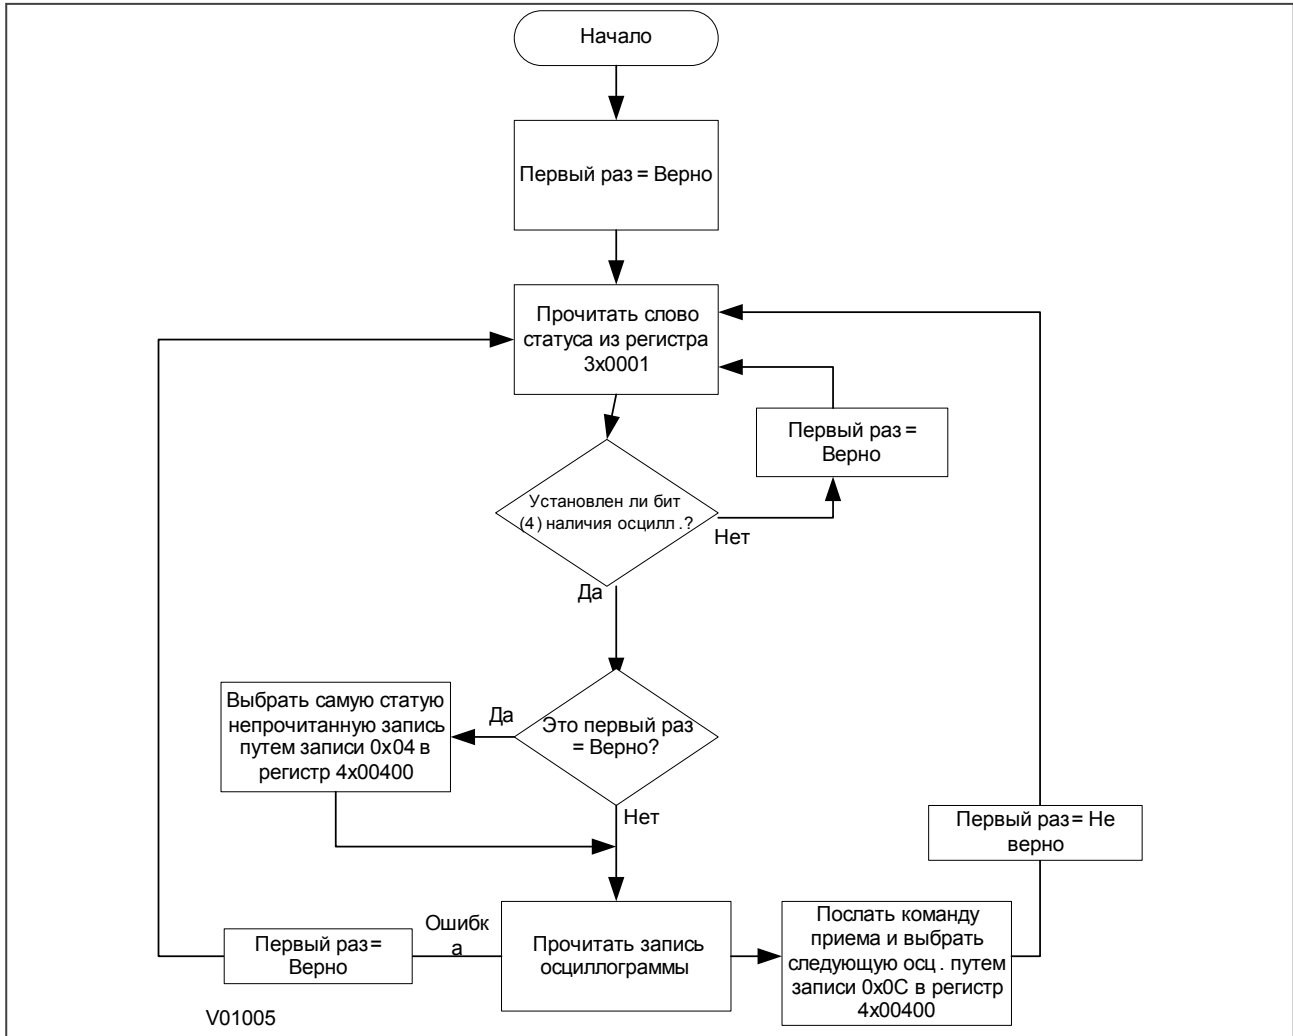 Начало
Первый раз = Верно
Прочитать слово
статуса из регистра
3x0001
Первый раз =
Верно
Установлен ли бит
(4) наличия осцилл .?
Нет
Да
Выбрать самую статую
непрочитанную запись
путем записи 0x04 в
регистр 4x00400
Да
Это первый раз
= Верно?
Нет
Первый раз= Не
верно
Ошибк
а
Первый раз=
Верно
Прочитать запись
осциллограммы
Послать команду
приема и выбрать
следующую осц . путем
записи 0x0C в регистр
4x00400
V01005